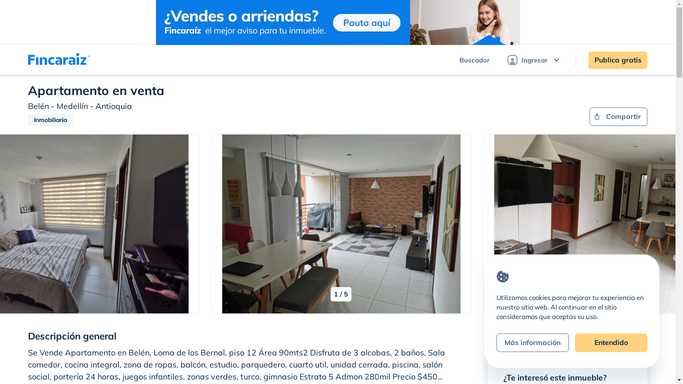 ¿Vendes o arriendas?
Fincaraíz el mejor aviso para tu inmueble.
Pauta aquí
Fincaraíz
Buscador
Ingresar
Publica gratis
Apartamento en venta
Belén - Medellín - Antioquia
Inmobiliaria
Compartir
1 / 5
Utilizamos cookies para mejorar tu experiencia en
nuestro sitio web. Al continuar en el sitio
consideramos que aceptas su uso.
Más información
Entendido
Descripción general
Se Vende Apartamento en Belén, Loma de los Bernal, piso 12 Área 90mts2 Disfruta de 3 alcobas, 2 baños, Sala
comedor, cocina integral, zona de ropas, balcón, estudio, parquedero, cuarto util, unidad cerrada, piscina, salón
social, portería 24 horas, juegos infantiles, zonas verdes, turco, gimnasio Estrato 5 Admon 280mil Precio $450...
¿Te interesó este inmueble?